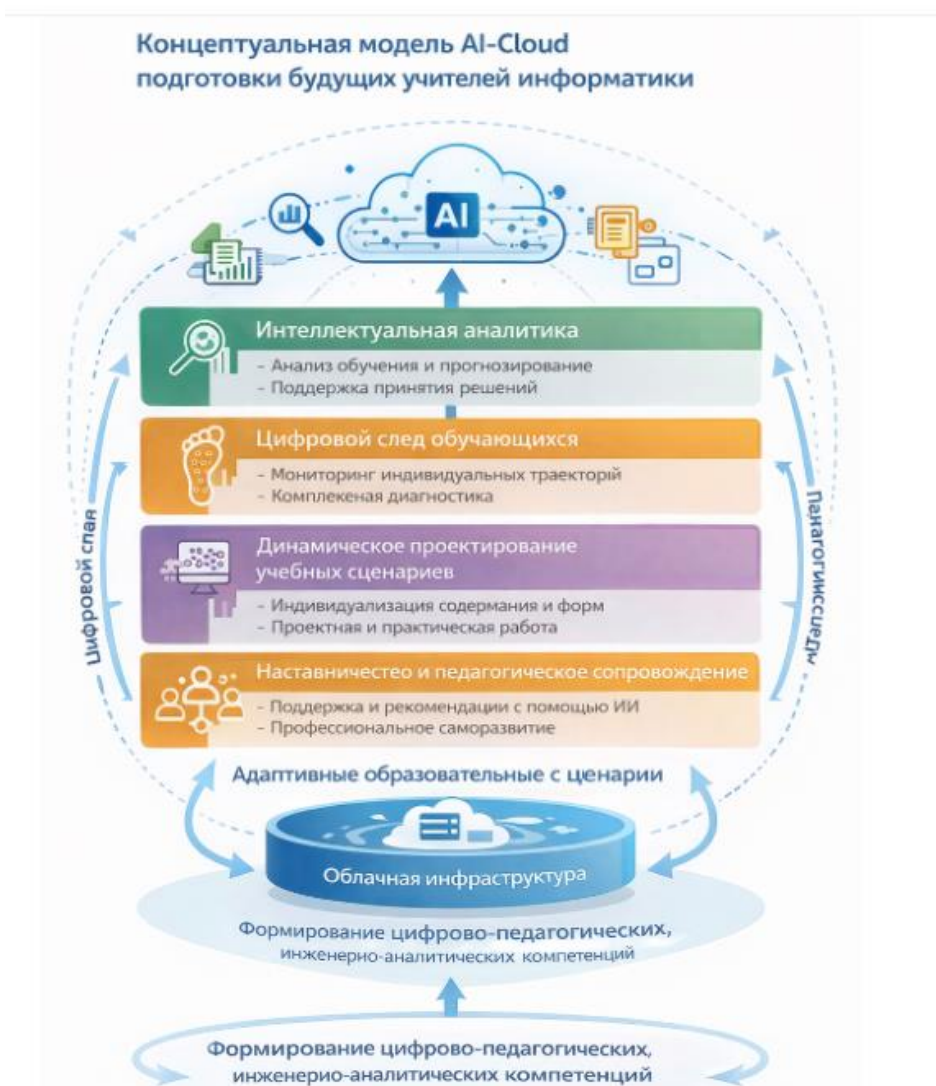 Концептуальная модель AI-Cloud
подготовки будущих учителей информатики
AI
Интеллектуальная аналитика
- Анализ обучения и прогнозирование
- Поддержка принятия решений
Цифровой след обучающихся
- Мониторинг индивидуальных траекторій
- Комплекеная диагностика
Динамическое проектирование
учебных сценариев
- Индивидуализация содермания и форм
- Проектная и практическая работа
Наставничество и педагогическое сопровождение
- Поддержка и рекомендации с помощью ИИ
- Профессиональное саморазвитие
Цифровой
Адаптивные образовательные с ценарии
Облачная инфраструктура
Формирование цифрово-педагогических,
инженерно-аналитических компетенций
Формирование цифрово-педагогических,
инженерно-аналитических компетенций